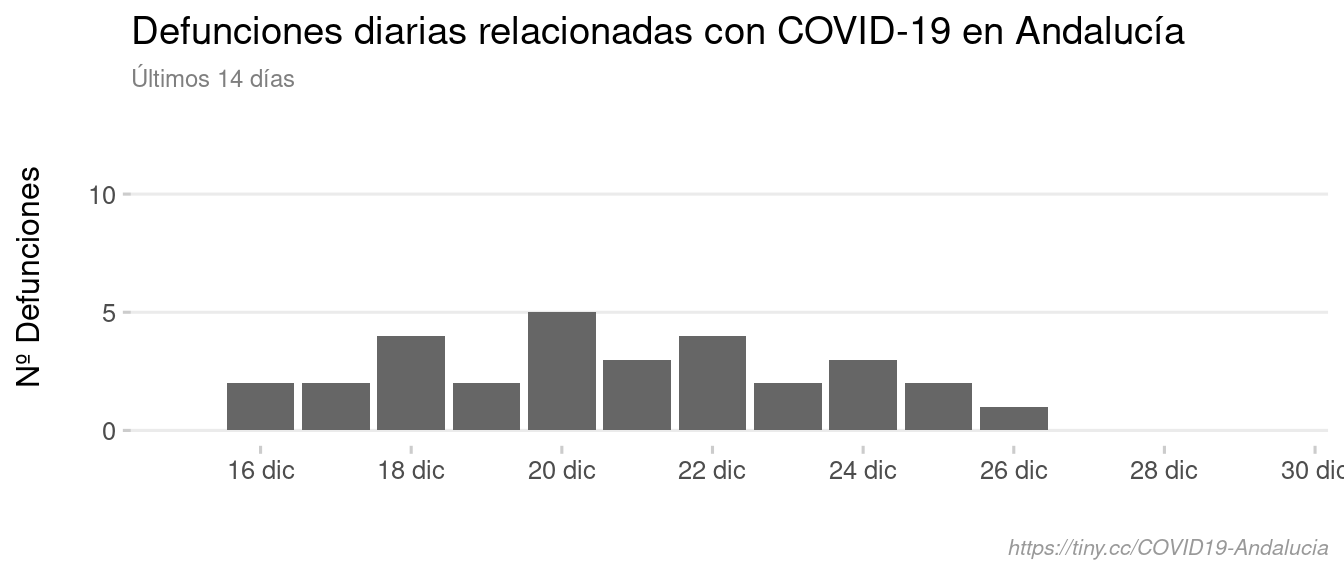 Defunciones diarias relacionadas con COVID-19 en Andalucía
Últimos 14 días
Nº Defunciones
10
5
0
16 dic 18 dic 20 dic 22 dic 24 dic 26 dic 28 dic 30 dic
https://tiny.cc/COVID19-Andalucia